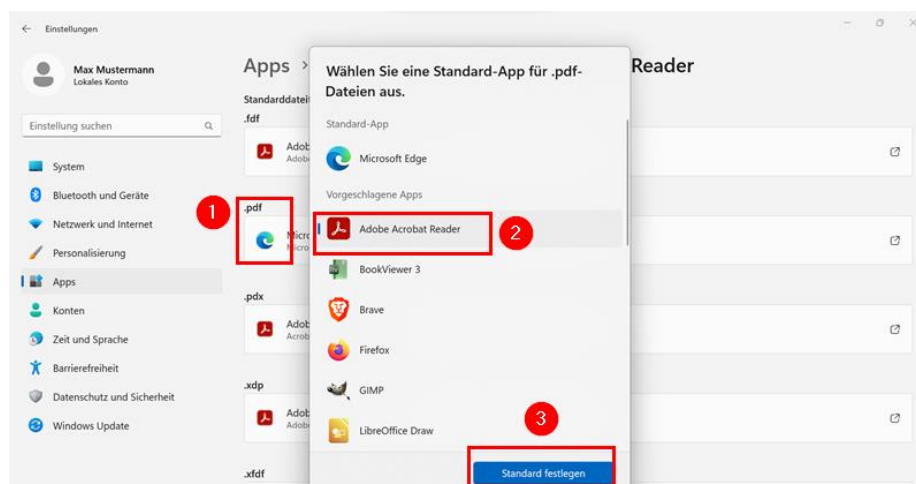 Einstellungen
Max Mustermann
Lokales Konto
Einstellung suchen
System
Bluetooth und Geräte
Netzwerk und Internet
Personalisierung
Apps
Konten
Zeit und Sprache
Barrierefreiheit
Datenschutz und Sicherheit
Windows Update
Apps > Reader
.fdf
.pdf
1
.pdx
.xdp
.xfdf
Wählen Sie eine Standard-App für .pdf-
Dateien aus.
Standard-App
Microsoft Edge
Vorgeschlagene Apps
Adobe Acrobat Reader
2
BookViewer 3
Brave
Firefox
GIMP
LibreOffice Draw
3
Standard festlegen